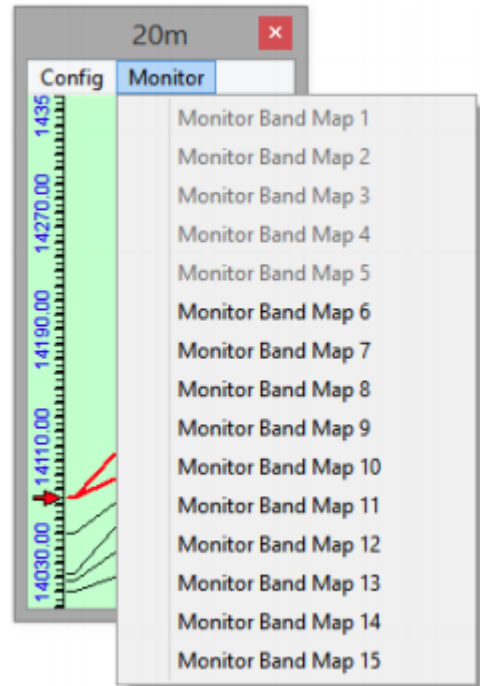 20m
Config Monitor
1435
14270.00
14190.00
14110.00
14030.00
Monitor Band Map 1
Monitor Band Map 2
Monitor Band Map 3
Monitor Band Map 4
Monitor Band Map 5
Monitor Band Map 6
Monitor Band Map 7
Monitor Band Map 8
Monitor Band Map 9
Monitor Band Map 10
Monitor Band Map 11
Monitor Band Map 12
Monitor Band Map 13
Monitor Band Map 14
Monitor Band Map 15